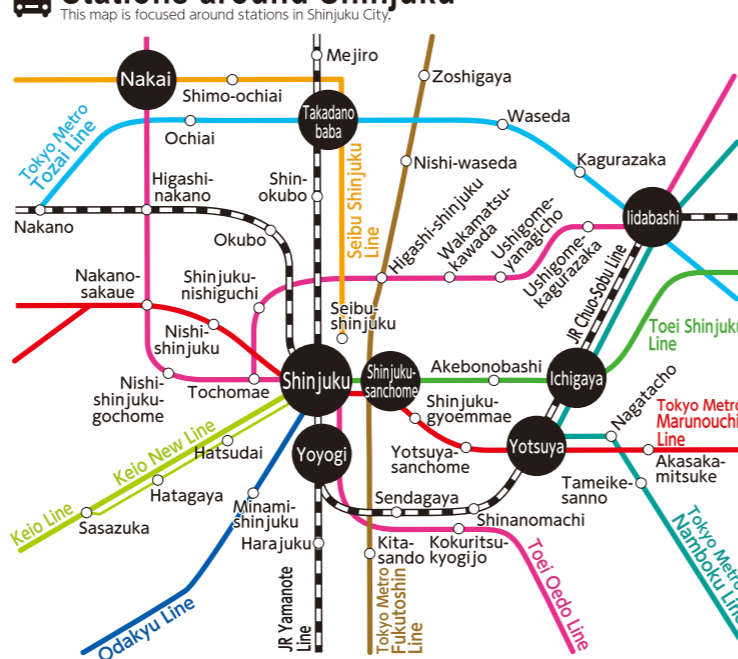 Stations around Shinjuku
This map is focused around stations in Shinjuku City.
Mejiro
Nakai
Shimo-ochiai
Zoshigaya
Takadano
baba
Waseda
Tokyo Metro
Tozai Line
Ochiai
Nishi-waseda
Kagurazaka
Higashi-
nakano
Shin-
okubo
Seibu Shinjuku
Line
Nakano
Okubo
Higashi-shinjuku
Wakamatsu-
kawada
Ushigome-
yanagicho
Ushigome-
kagurazaka
Iidabashi
JR Chuo-Sobu Line
Nakano-
sakaue
Shinjuku-
nishiguchi
Seibu-
shinjuku
Nishi-
shinjuku
Toei Shinjuku
Line
Nishi-
shinjuku-
gochome
Tochomae
Shinjuku
Shinjuku-
sanchome
Akebonobashi
Ichigaya
Shinjuku-
gyoemmae
Nagatacho
Tokyo Metro
Marunouchi
Line
Keio New Line
Hatsudai
Yoyogi
Yotsuya-
sanchome
Yotsuya
Akasaka-
mitsuke
Keio Line
Hatagaya
Sasazuka
Minami-
shinjuku
Sendagaya
Shinanomachi
Tameike-
sanno
Harajuku
Kita-
sando
Kokuritsu-
kyogijo
Tokyo Metro
Namboku Line
Odakyu Line
JR Yamanote
Line
Tokyo Metro
Fukutoshin
Line
Toei Oedo Line